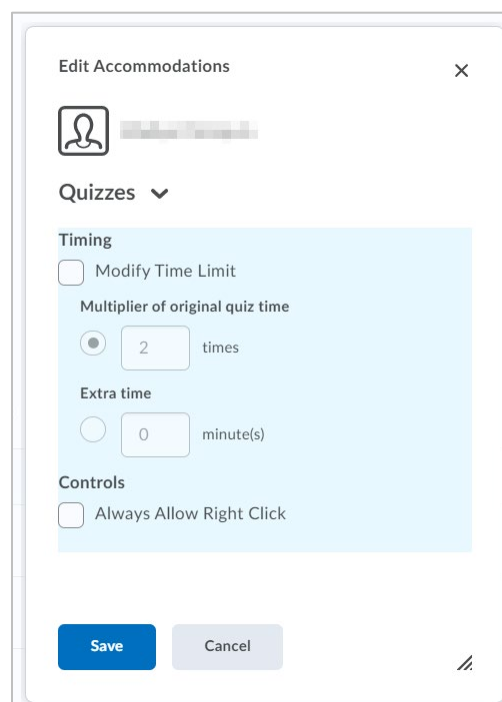 Edit Accommodations
Quizzes
Timing
Modify Time Limit
Multiplier of original quiz time
2 times
Extra time
0 minute(s)
Controls
Always Allow Right Click
Save Cancel